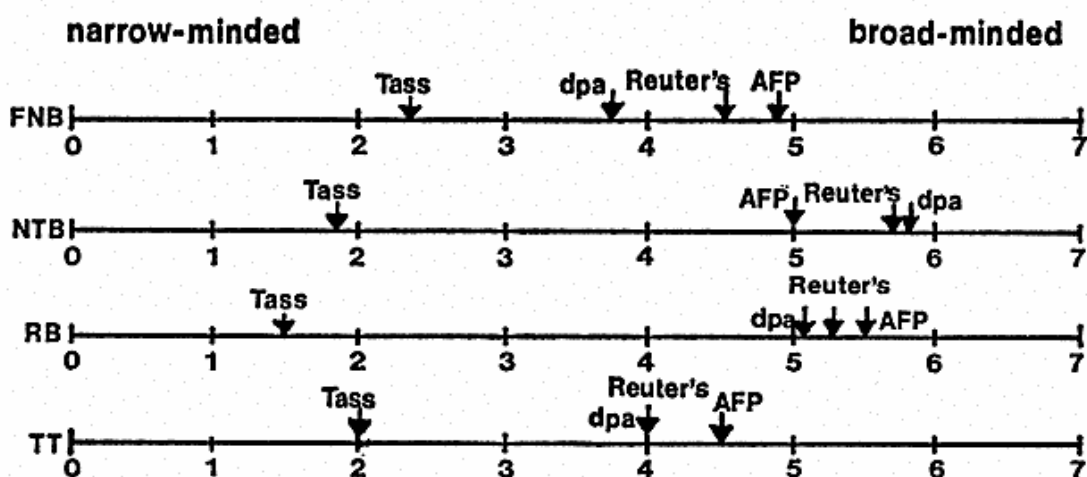 narrow-minded broad-minded
Tass dpa Reuter's AFP
FNB
0 1 2 3 4 5 6 7
Tass AFP Reuter's dpa
NTB
0 1 2 3 4 5 6 7
Reuter's
Tass dpa AFP
RB
0 1 2 3 4 5 6 7
Reuter's
Tass dpa AFP
TT
0 1 2 3 4 5 6 7